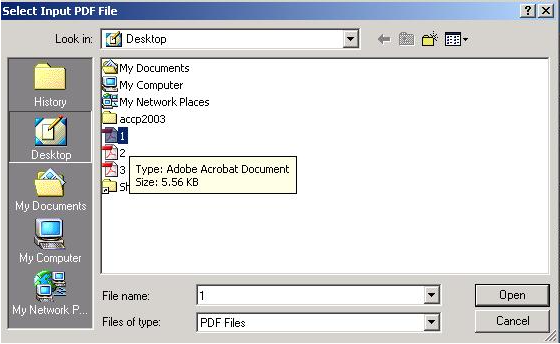 Select Input PDF File
Look in: Desktop
History
Desktop
My Documents
My Computer
My Network P...
My Documents
My Computer
My Network Places
accp2003
1
2
3
Sh
Type: Adobe Acrobat Document
Size: 5.56 KB
File name: 1 Open
Files of type: PDF Files Cancel